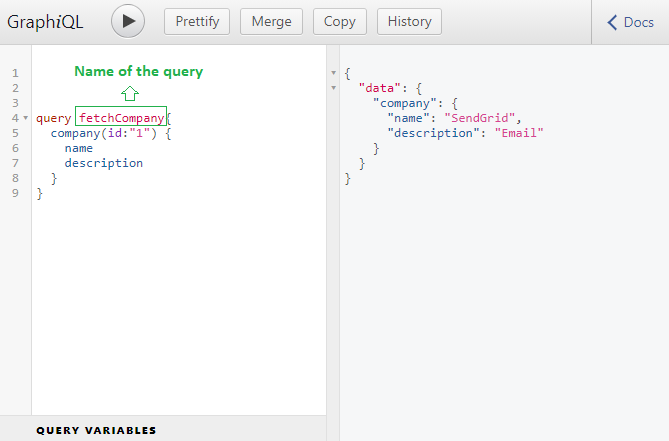 GraphiQL
Prettify
Merge
Copy
History
Docs
Name of the query
1
2
3
4 query fetchCompany{
5 company(id:"1") {
6 name
7 description
8 }
9 }
{
"data": {
"company": {
"name": "SendGrid",
"description": "Email"
}
}
}
QUERY VARIABLES